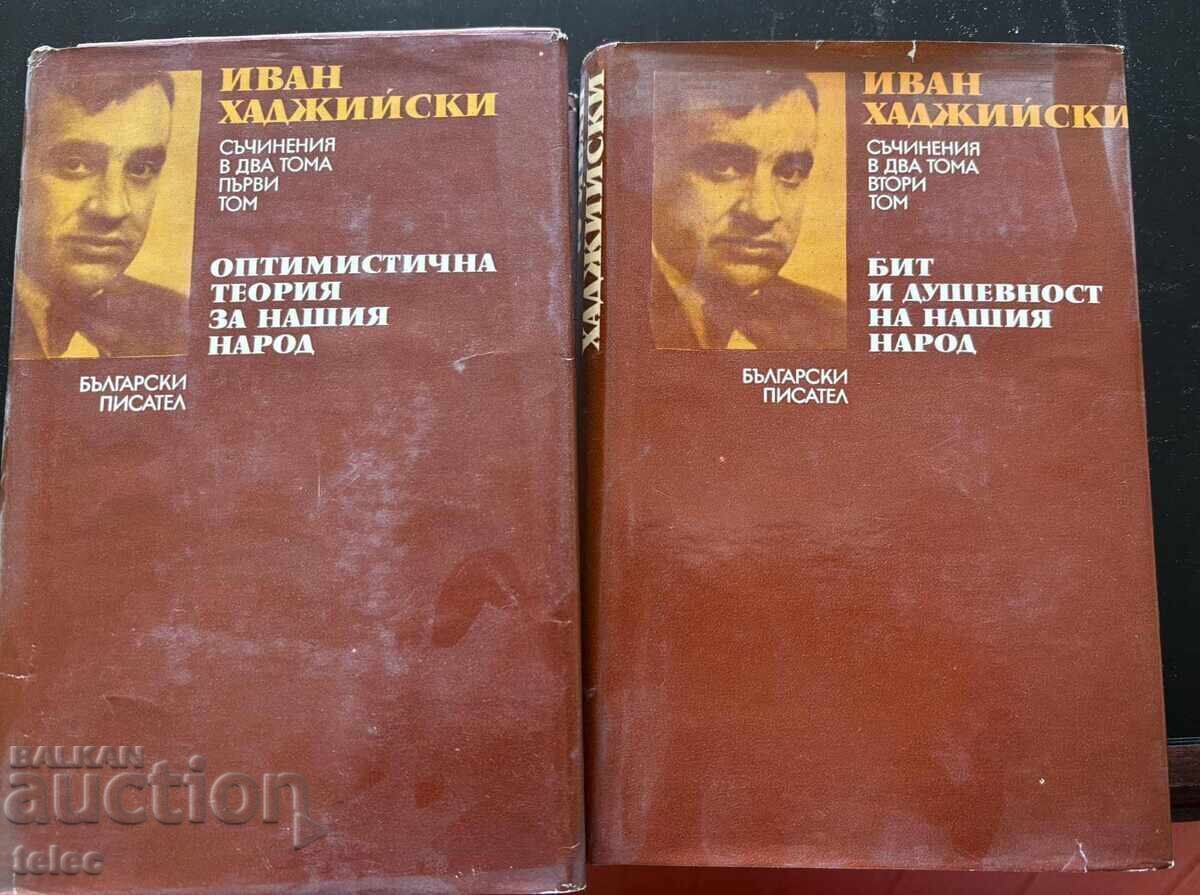 ИВАН
ХАДЖИЙСКИ
СЪЧИНЕНИЯ
В ДВА ТОМА
ПЪРВИ
ТОМ
ОПТИМИСТИЧНА
ТЕОРИЯ
ЗА НАШИЯ
НАРОД
БЪЛГАРСКИ
ПИСАТЕЛ
ХАДЖИЙСКИ
ИВАН
ХАДЖИЙСКИ
СЪЧИНЕНИЯ
В ДВА ТОМА
ВТОРИ
ТОМ
БИТ
И ДУШЕВНОСТ
НА НАШИЯ
НАРОД
БЪЛГАРСКИ
ПИСАТЕЛ
BALKAN
auction
telec